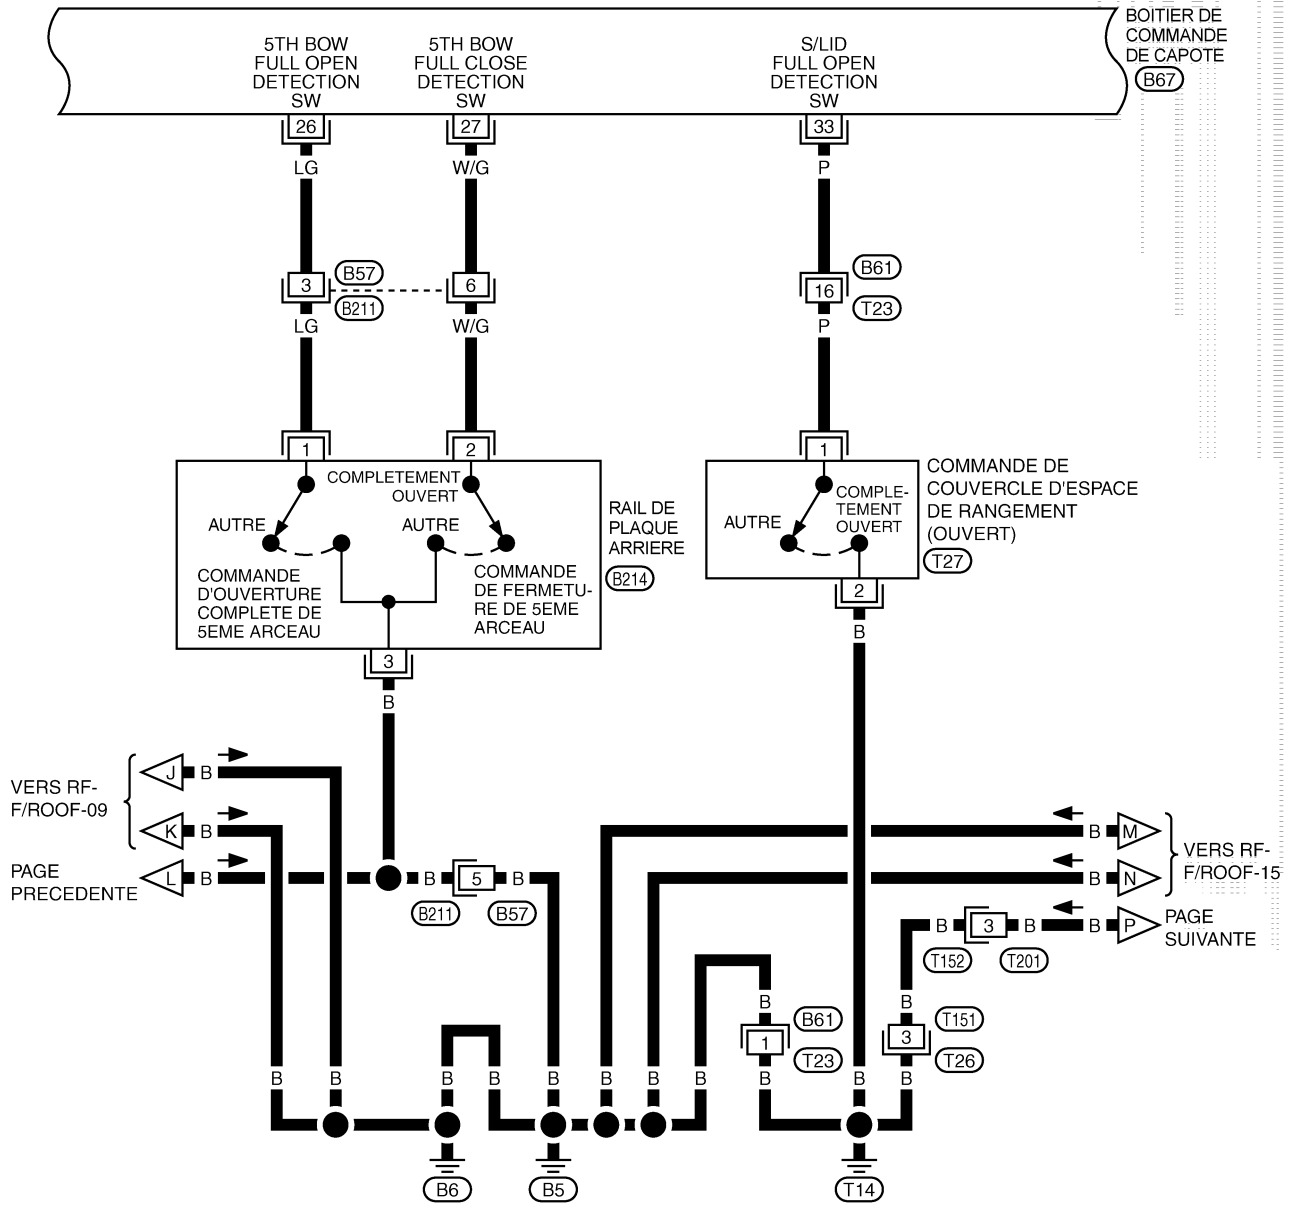 BOITIER DE
COMMANDE
DE CAPOTE
B67
5TH BOW
FULL OPEN
DETECTION
SW
5TH BOW
FULL CLOSE
DETECTION
SW
S/LID
FULL OPEN
DETECTION
SW
26
27
33
LG
W/G
P
3
B57
B211
6
B61
16
T23
LG
W/G
P
1
2
1
COMPLETEMENT
OUVERT
AUTRE
AUTRE
COMMANDE
D'OUVERTURE
COMPLETE DE
5EME ARCEAU
COMMANDE
DE FERMETU-
RE DE 5EME
ARCEAU
RAIL DE
PLAQUE
ARRIERE
B214
COMPLE-
TEMENT
OUVERT
AUTRE
COMMANDE DE
COUVERCLE D'ESPACE
DE RANGEMENT
(OUVERT)
T27
2
B
3
B
VERS RF-
F/ROOF-09
J
B
K
B
PAGE
PRECEDENTE
L
B
B
5
B
B211
B57
B
M
B
N
VERS RF-
F/ROOF-15
B
3
B
B
P
PAGE
SUIVANTE
T152
T201
B
B61
1
T23
B
T151
3
T26
B
B
B
B
B
B
B
B
B
B
B
B6
B5
T14